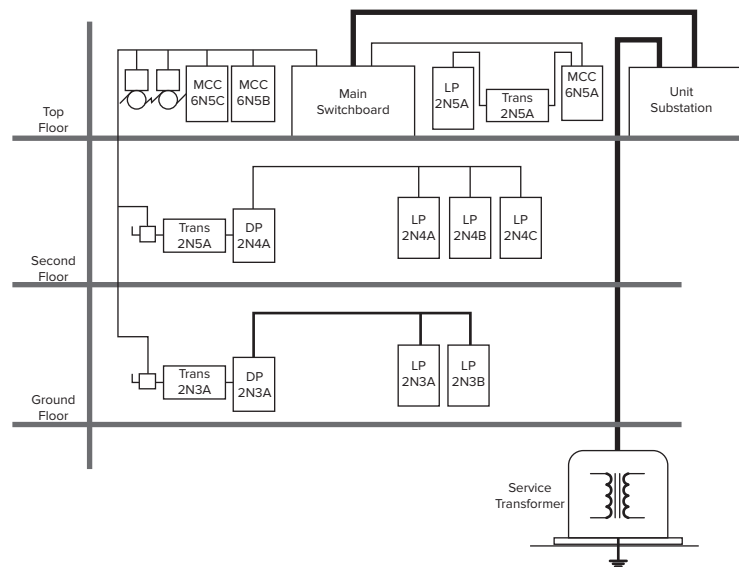 Top
Floor
MCC
6N5C
MCC
6N5B
Main
Switchboard
LP
2N5A
Trans
2N5A
MCC
6N5A
Unit
Substation
Second
Floor
Trans
2N5A
DP
2N4A
LP
2N4A
LP
2N4B
LP
2N4C
Ground
Floor
Trans
2N3A
DP
2N3A
LP
2N3A
LP
2N3B
Service
Transformer